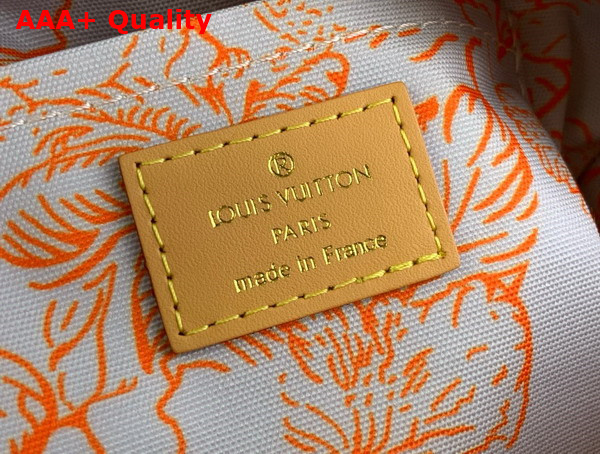 AAA+ Quality
®
LOUIS VUITTON
PARIS
made in France